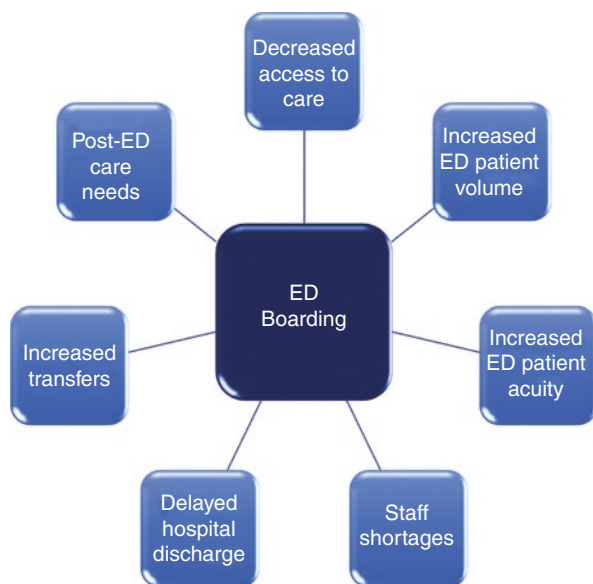 Decreased
access to
care
Post-ED
care
needs
Increased
ED patient
volume
ED
Boarding
Increased
transfers
Increased
ED patient
acuity
Delayed
hospital
discharge
Staff
shortages